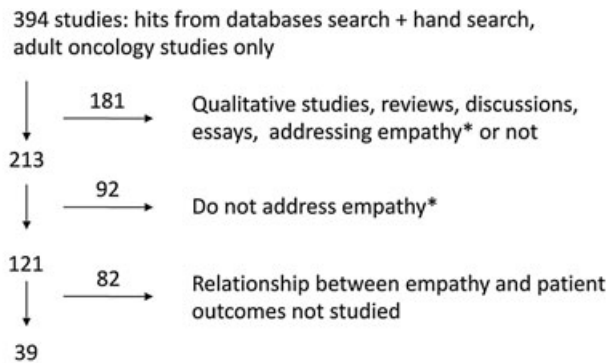 394 studies: hits from databases search + hand search,
adult oncology studies only
181
Qualitative studies, reviews, discussions,
essays, addressing empathy* or not
213
92
Do not address empathy*
121
82
Relationship between empathy and patient
outcomes not studied
39